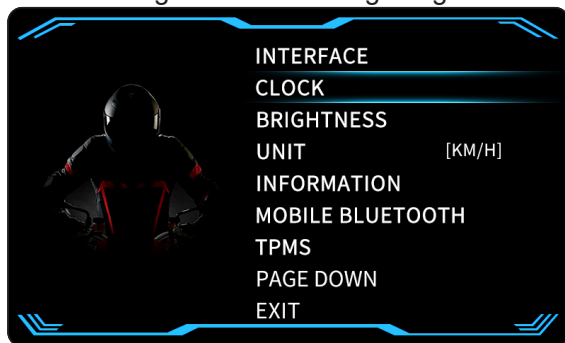 INTERFACE
CLOCK
BRIGHTNESS
UNIT [KM/H]
INFORMATION
MOBILE BLUETOOTH
TPMS
PAGE DOWN
EXIT